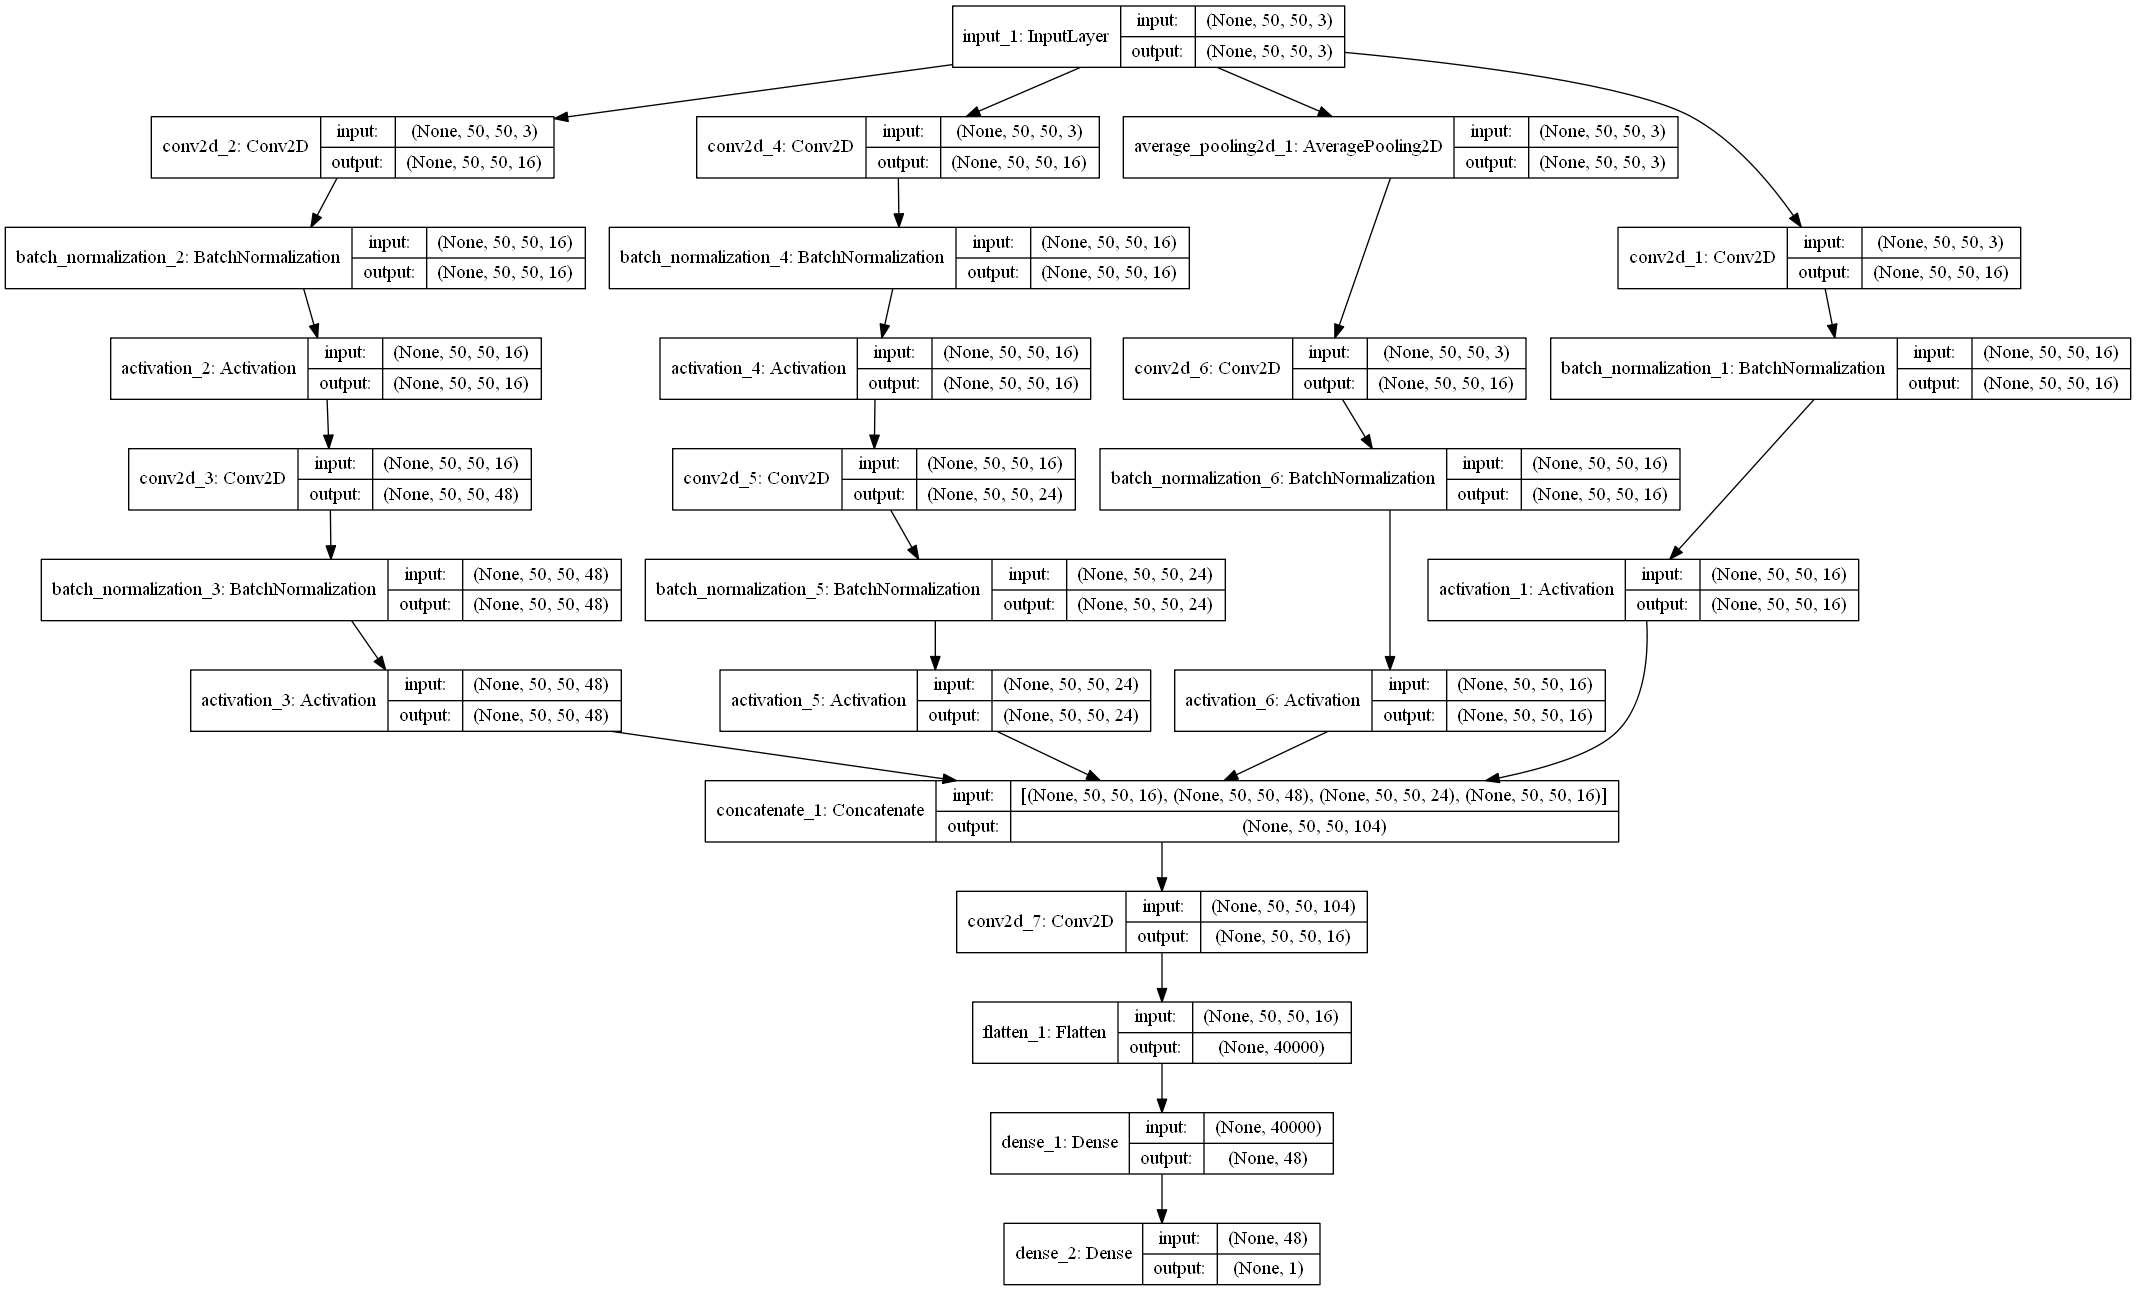 input_1: InputLayer
input: (None, 50, 50, 3)
output: (None, 50, 50, 3)
conv2d_2: Conv2D
input: (None, 50, 50, 3)
output: (None, 50, 50, 16)
conv2d_4: Conv2D
input: (None, 50, 50, 3)
output: (None, 50, 50, 16)
average_pooling2d_1: AveragePooling2D
input: (None, 50, 50, 3)
output: (None, 50, 50, 3)
batch_normalization_2: BatchNormalization
input: (None, 50, 50, 16)
output: (None, 50, 50, 16)
batch_normalization_4: BatchNormalization
input: (None, 50, 50, 16)
output: (None, 50, 50, 16)
conv2d_1: Conv2D
input: (None, 50, 50, 3)
output: (None, 50, 50, 16)
activation_2: Activation
input: (None, 50, 50, 16)
output: (None, 50, 50, 16)
activation_4: Activation
input: (None, 50, 50, 16)
output: (None, 50, 50, 16)
conv2d_6: Conv2D
input: (None, 50, 50, 3)
output: (None, 50, 50, 16)
batch_normalization_1: BatchNormalization
input: (None, 50, 50, 16)
output: (None, 50, 50, 16)
conv2d_3: Conv2D
input: (None, 50, 50, 16)
output: (None, 50, 50, 48)
conv2d_5: Conv2D
input: (None, 50, 50, 16)
output: (None, 50, 50, 24)
batch_normalization_6: BatchNormalization
input: (None, 50, 50, 16)
output: (None, 50, 50, 16)
batch_normalization_3: BatchNormalization
input: (None, 50, 50, 48)
output: (None, 50, 50, 48)
batch_normalization_5: BatchNormalization
input: (None, 50, 50, 24)
output: (None, 50, 50, 24)
activation_1: Activation
input: (None, 50, 50, 16)
output: (None, 50, 50, 16)
activation_3: Activation
input: (None, 50, 50, 48)
output: (None, 50, 50, 48)
activation_5: Activation
input: (None, 50, 50, 24)
output: (None, 50, 50, 24)
activation_6: Activation
input: (None, 50, 50, 16)
output: (None, 50, 50, 16)
concatenate_1: Concatenate
input: [(None, 50, 50, 16), (None, 50, 50, 48), (None, 50, 50, 24), (None, 50, 50, 16)]
output: (None, 50, 50, 104)
conv2d_7: Conv2D
input: (None, 50, 50, 104)
output: (None, 50, 50, 16)
flatten_1: Flatten
input: (None, 50, 50, 16)
output: (None, 40000)
dense_1: Dense
input: (None, 40000)
output: (None, 48)
dense_2: Dense
input: (None, 48)
output: (None, 1)